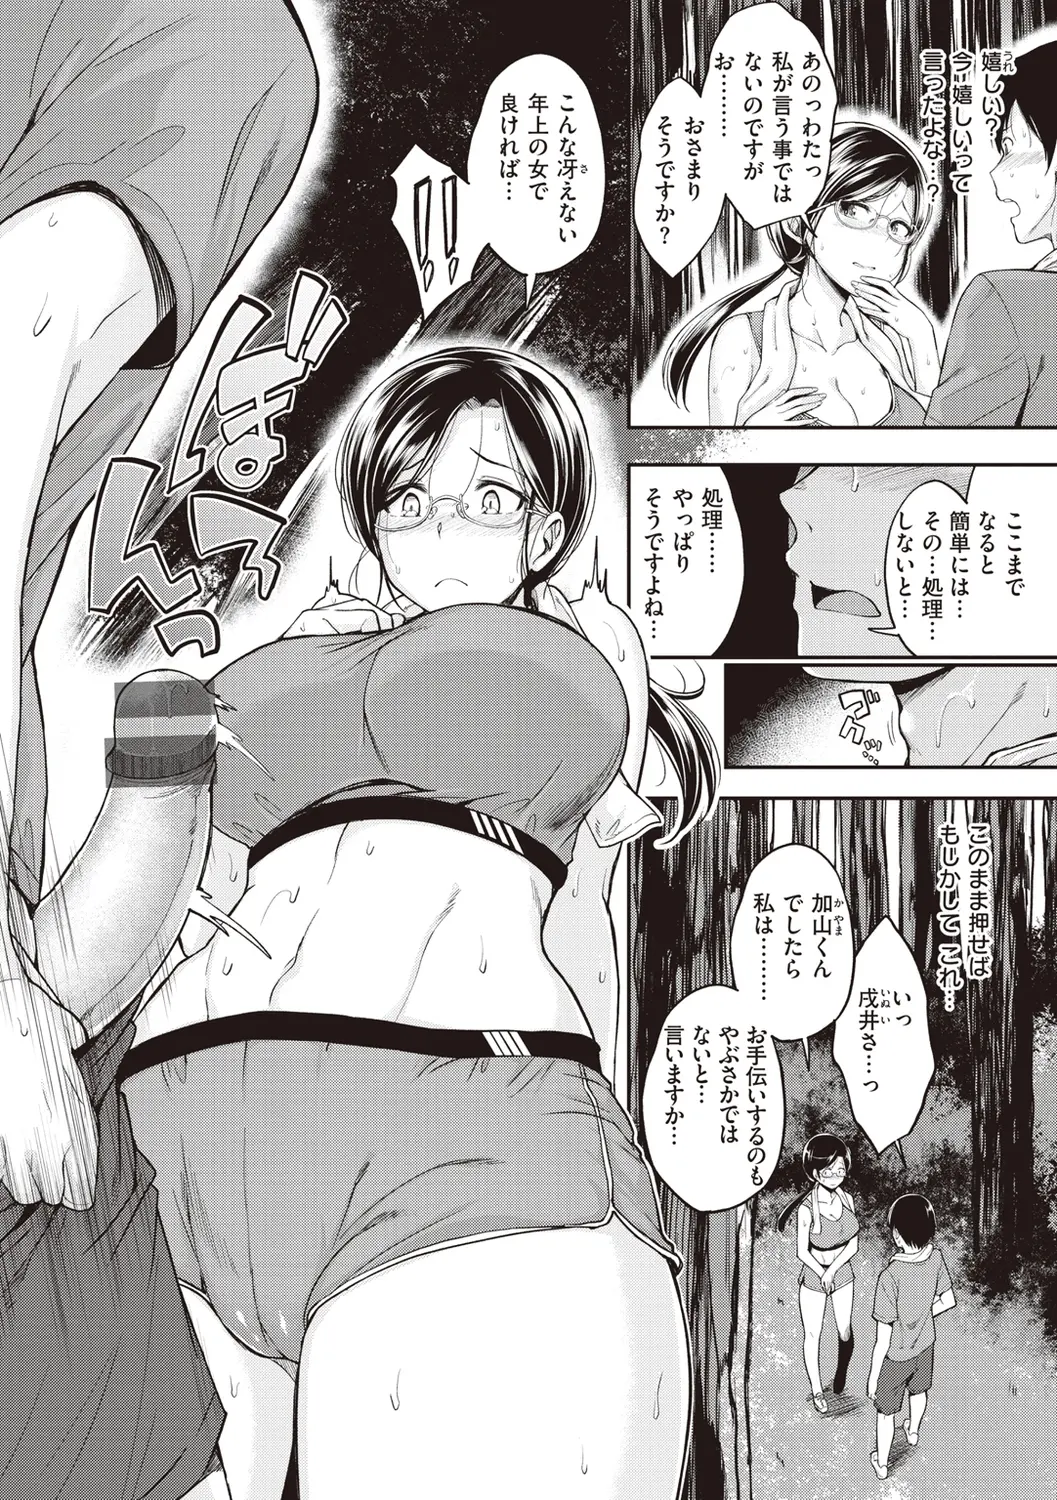 嬉しい?
今…嬉しいって
言ったよな…?
あのっわたっ
私が言う事では
ないのですが
お………
おさまり
そうですか?
ここまで
なると
簡単には…
その…処理…
しないと…
処理……
やっぱり
そうですよね…
ゴク…
このまま押せば
もしかして これ…
いっ
戌井さ…っ
加山くん
でしたら
私は………
お手伝いするのも
やぶさかでは
ないと…
言いますか…
こんな冴えない
年上の女で
良ければ…
!!